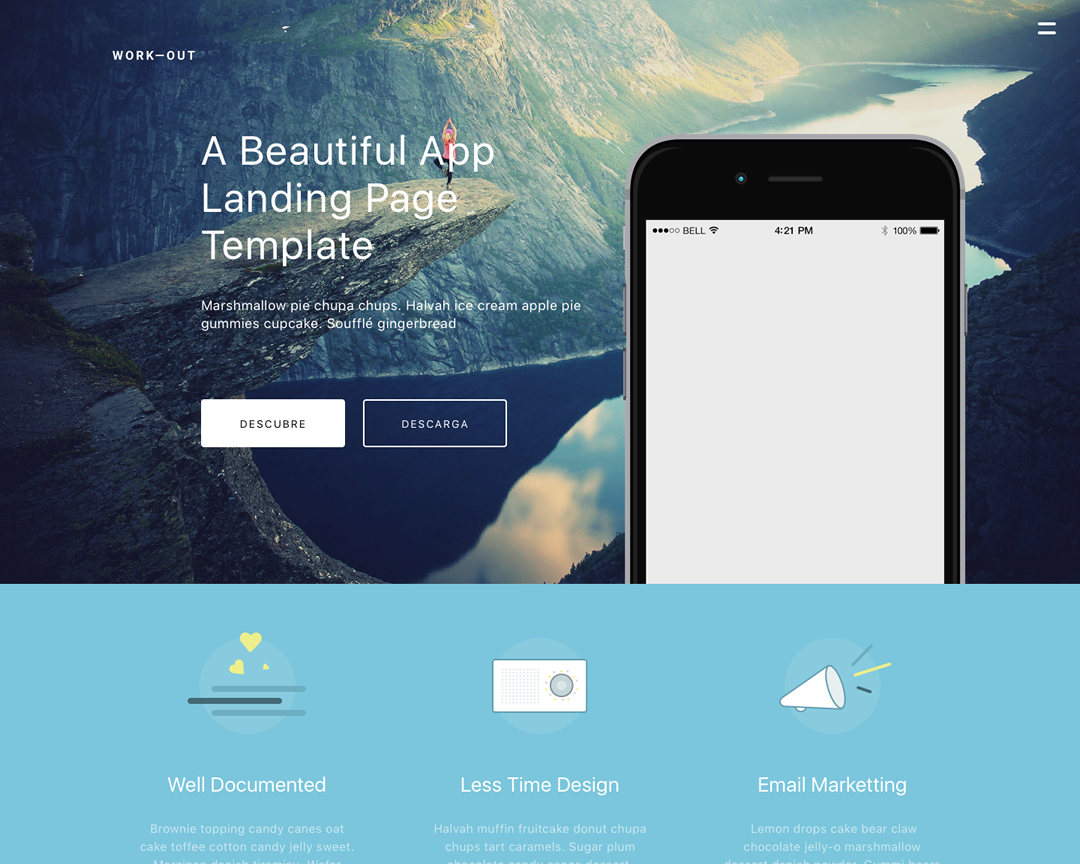 WORK—OUT
A Beautiful App
Landing Page
Template
Marshmallow pie chupa chups. Halvah ice cream apple pie
gummies cupcake. Soufflé gingerbread
DESCUBRE
DESCARGA
BELL
4:21 PM
100%
Well Documented
Less Time Design
Email Marketting
Brownie topping candy canes oat
cake toffee cotton candy jelly sweet.
Halvah muffin fruitcake donut chupa
chups tart caramels. Sugar plum
Lemon drops cake bear claw
chocolate jelly-o marshmallow